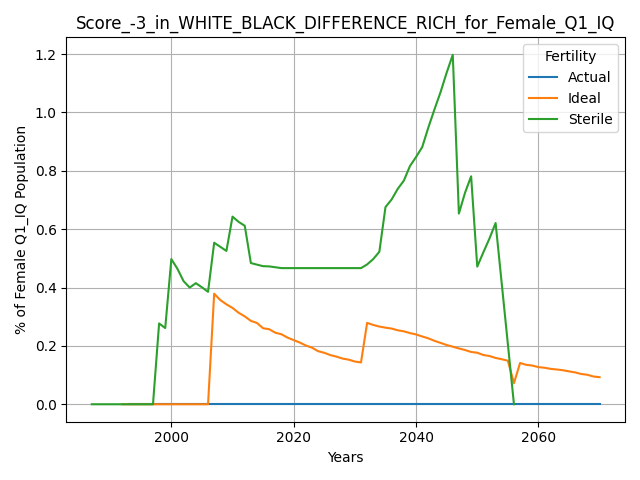 Score_-3_in_WHITE_BLACK_DIFFERENCE_RICH_for_Female_Q1_IQ
Fertility
Actual
Ideal
Sterile
% of Female Q1_IQ Population
1.2
1.0
0.8
0.6
0.4
0.2
0.0
2000 2020 2040 2060
Years